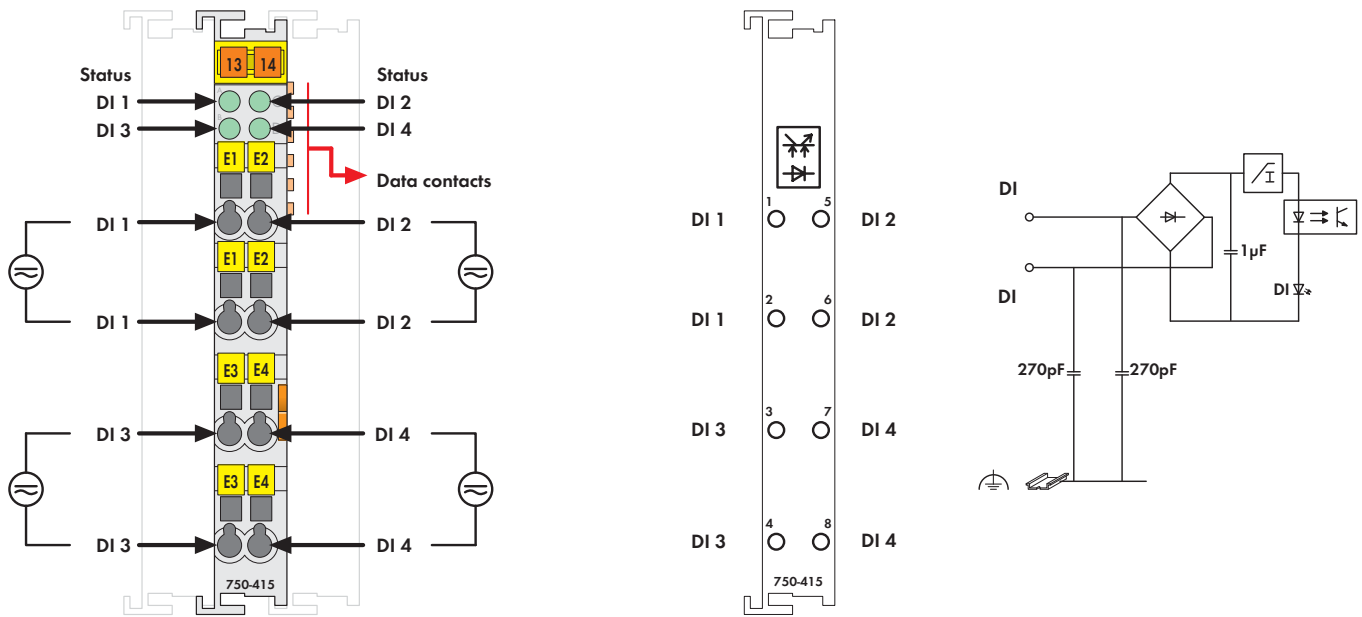 13 14
Status Status
DI 1 DI 2
DI 3 DI 4
E1 E2
Data contacts
DI 1 DI 2
E1 E2
DI 1 DI 2
E3 E4
DI 3 DI 4
E3 E4
DI 3 DI 4
750-415
1 5
DI 1 DI 2
2 6
DI 1 DI 2
3 7
DI 3 DI 4
4 8
DI 3 DI 4
750-415
DI
I
1µF
DI
DI
270pF 270pF